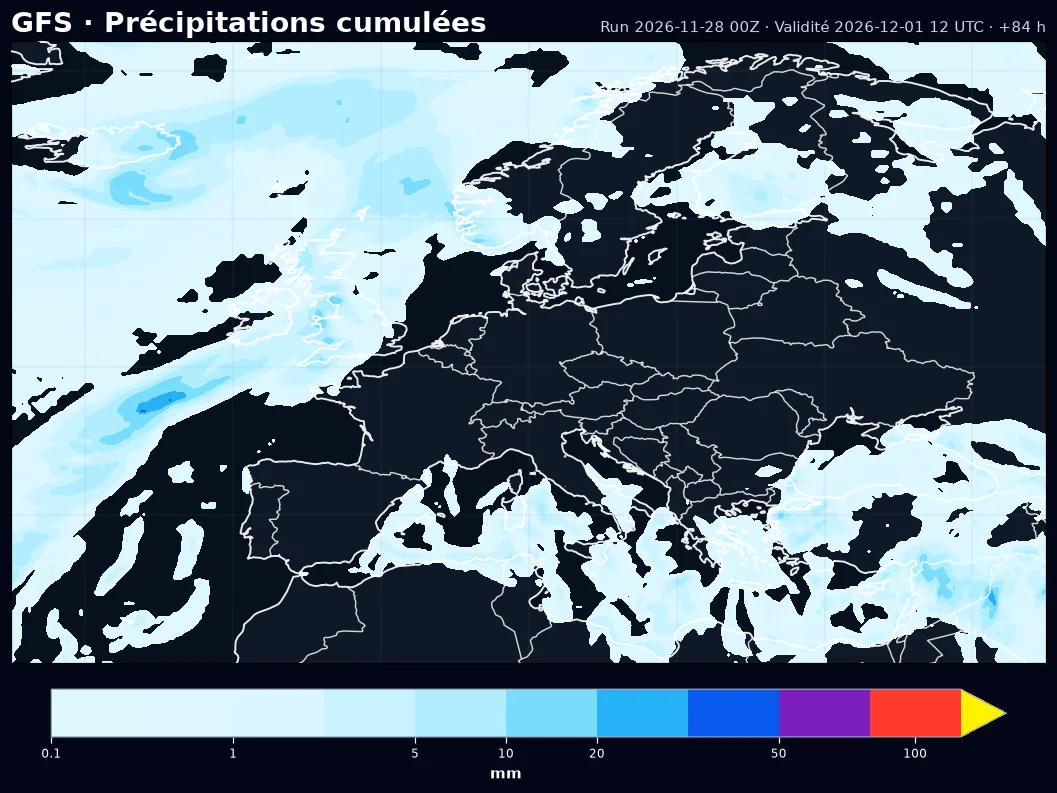 GFS · Précipitations cumulées
Run 2026-11-28 00Z · Validité 2026-12-01 12 UTC · +84 h
0.1 1 5 10 20 50 100
mm